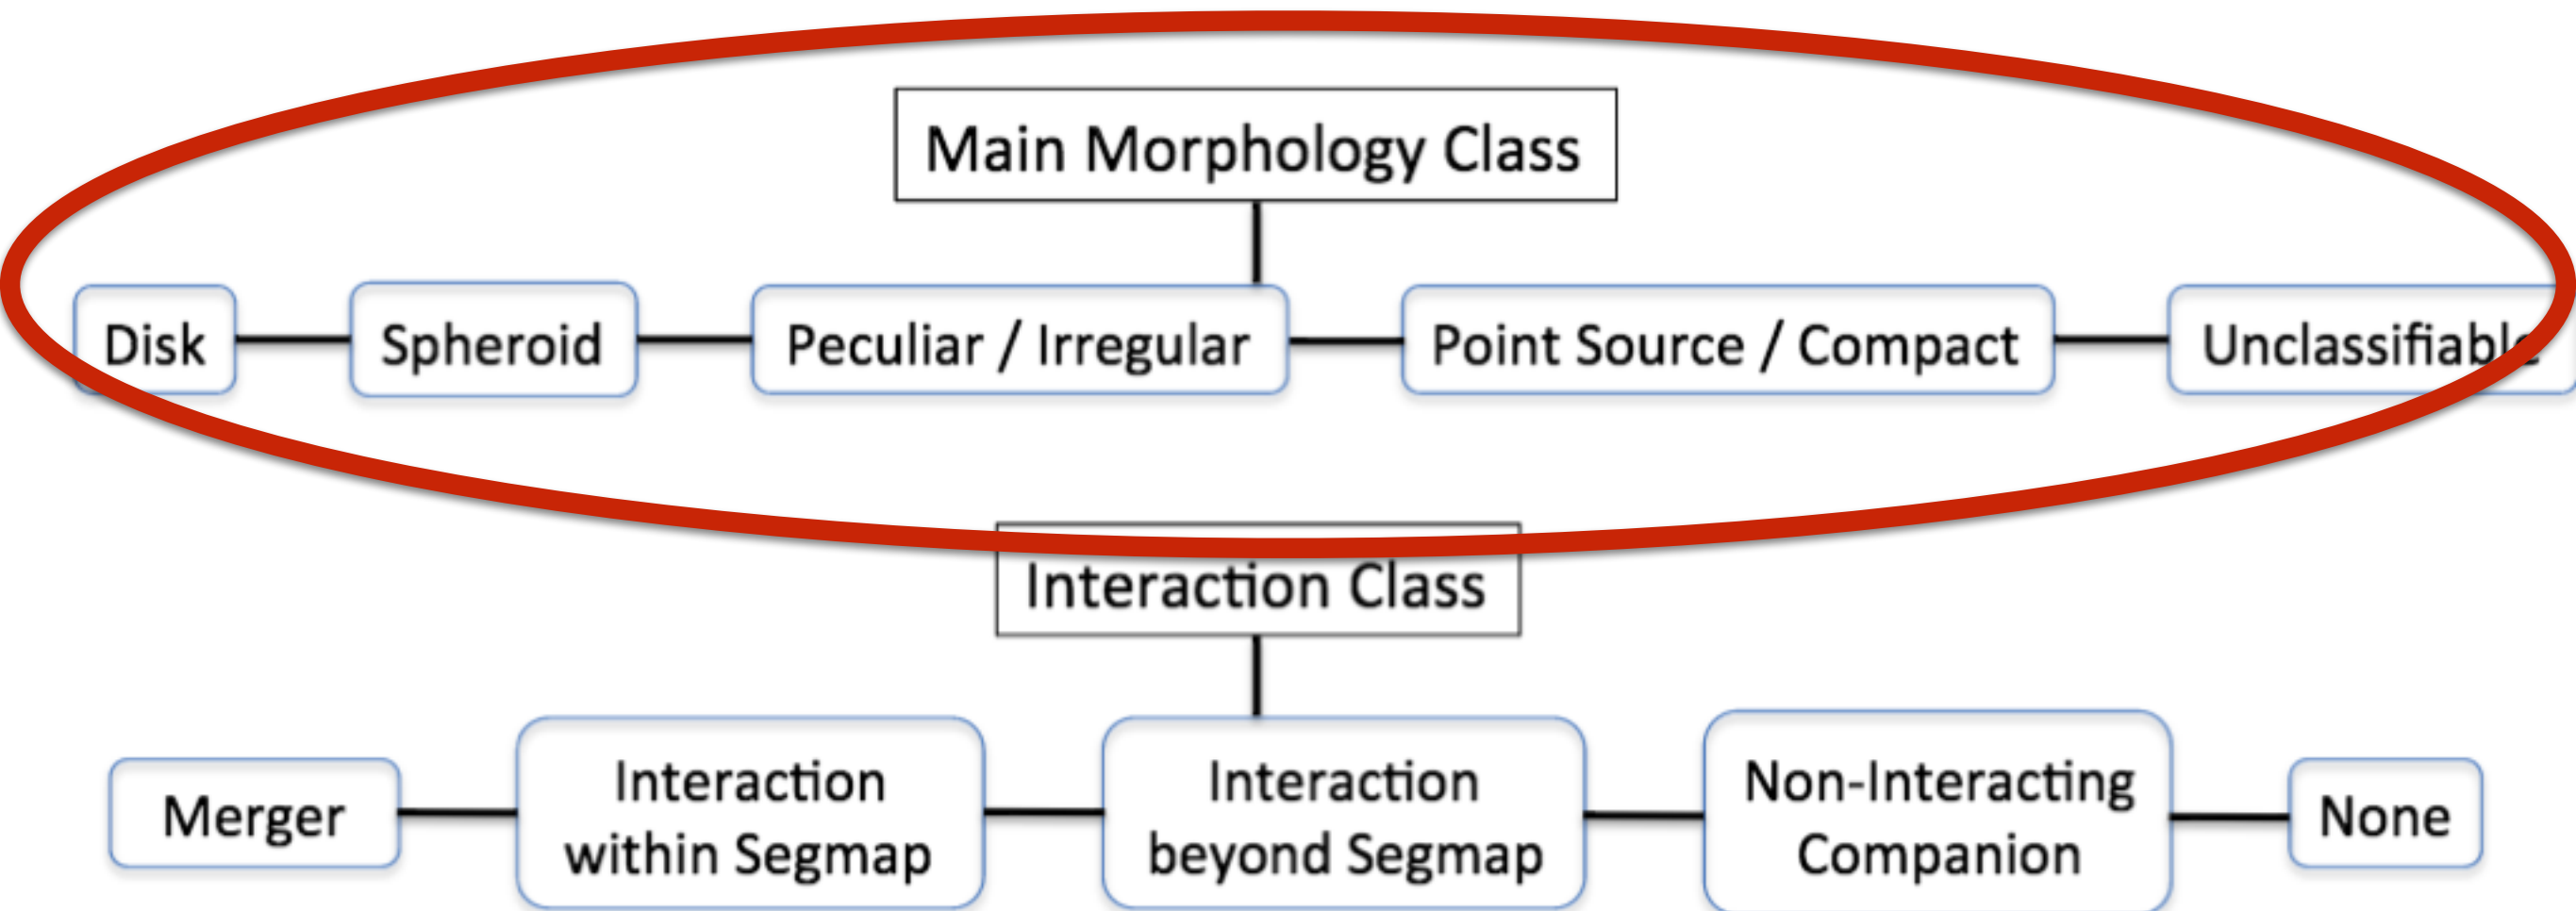 Main Morphology Class
Disk
Spheroid
Peculiar / Irregular
Point Source / Compact
Unclassifiable
Interaction Class
Merger
Interaction
within Segmap
Interaction
beyond Segmap
Non-Interacting
Companion
None